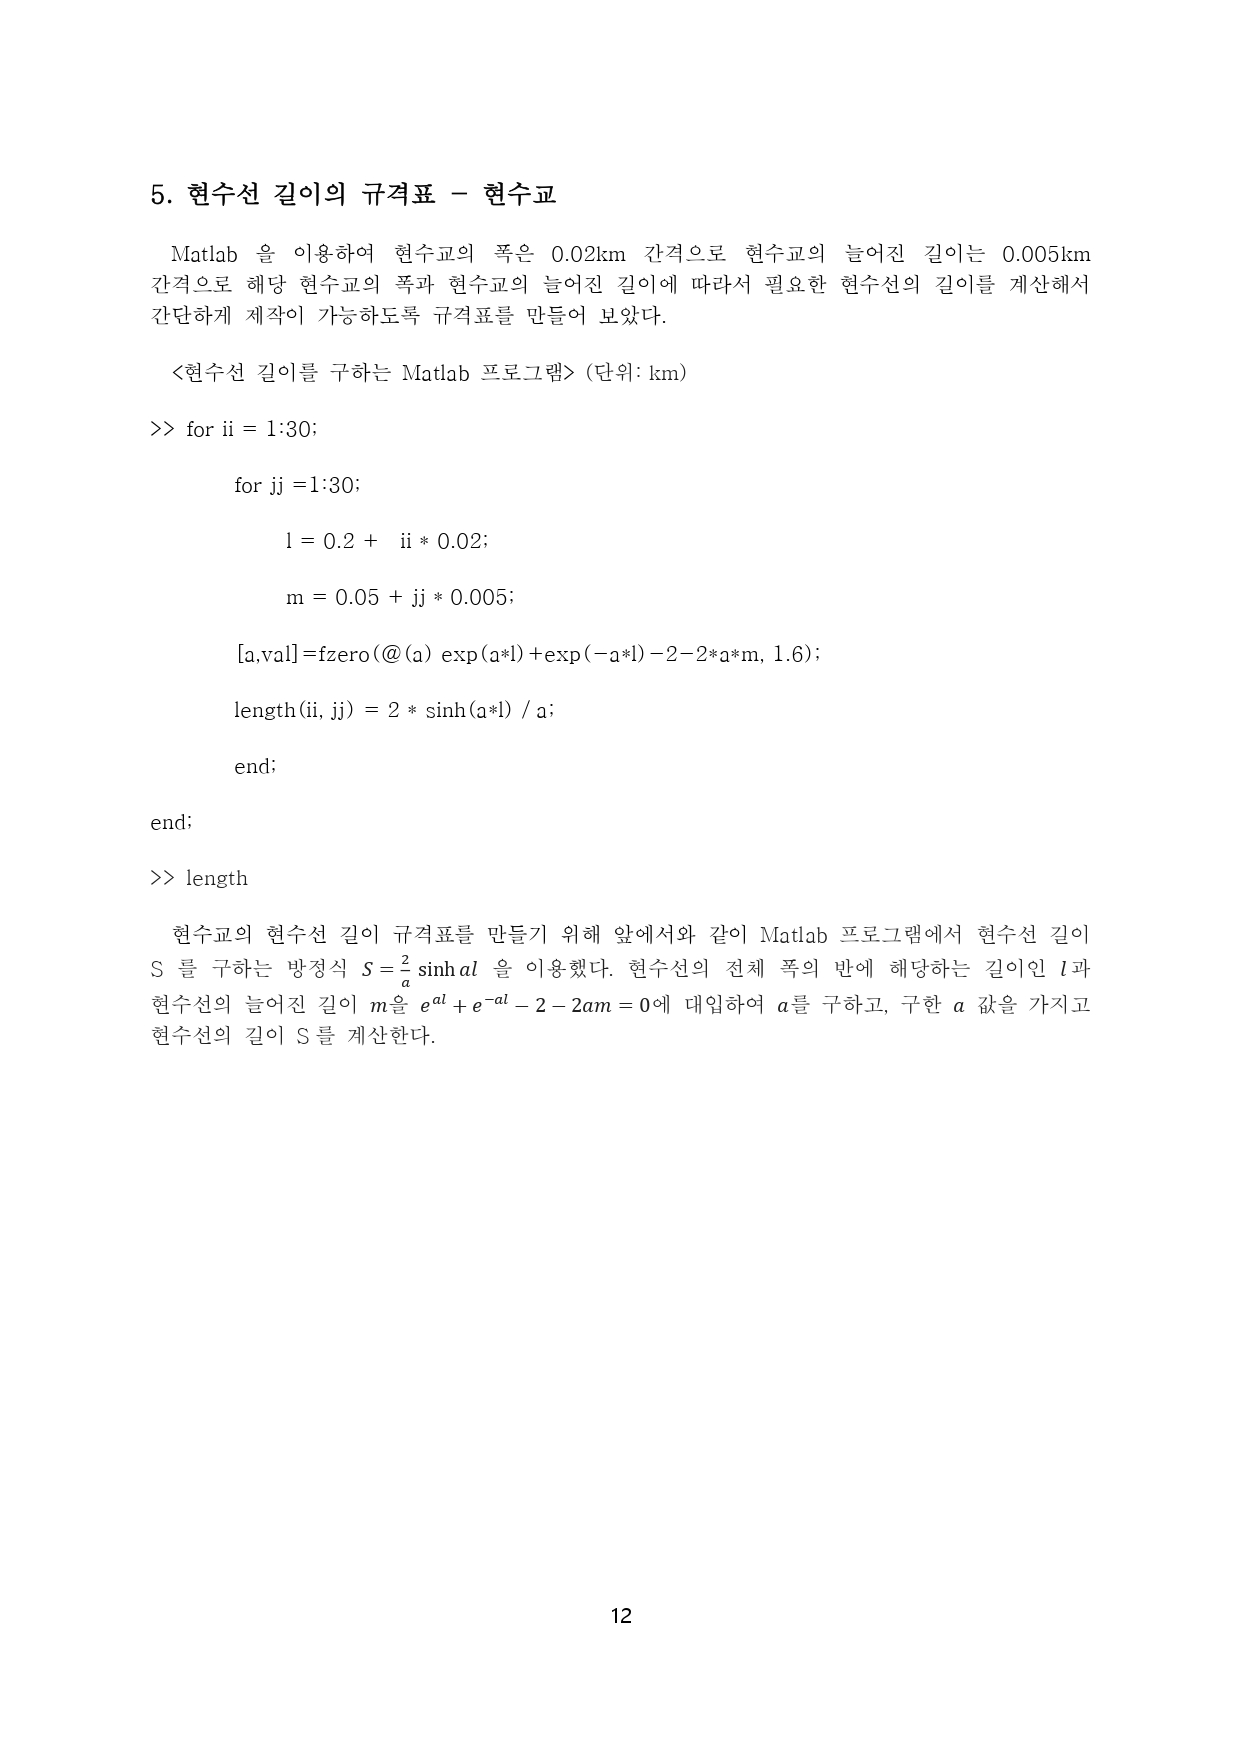 5. 현수선 길이의 규격표 – 현수교
Matlab 을 이용하여 현수교의 폭은 0.02km 간격으로 현수교의 늘어진 길이는 0.005km
간격으로 해당 현수교의 폭과 현수교의 늘어진 길이에 따라서 필요한 현수선의 길이를 계산해서
간단하게 제작이 가능하도록 규격표를 만들어 보았다.
<현수선 길이를 구하는 Matlab 프로그램> (단위: km)
>> for ii = 1:30;
for jj =1:30;
l = 0.2 + ii * 0.02;
m = 0.05 + jj * 0.005;
[a,val]=fzero(@(a) exp(a*l)+exp(-a*l)-2-2*a*m, 1.6);
length(ii, jj) = 2 * sinh(a*l) / a;
end;
end;
>> length
현수교의 현수선 길이 규격표를 만들기 위해 앞에서와 같이 Matlab 프로그램에서 현수선 길이
S 를 구하는 방정식 S = 2/a sinh al 을 이용했다. 현수선의 전체 폭의 반에 해당하는 길이인 l과
현수선의 늘어진 길이 m을 e^{al} + e^{−al} − 2 − 2am = 0에 대입하여 a를 구하고, 구한 a 값을 가지고
현수선의 길이 S 를 계산한다.
12